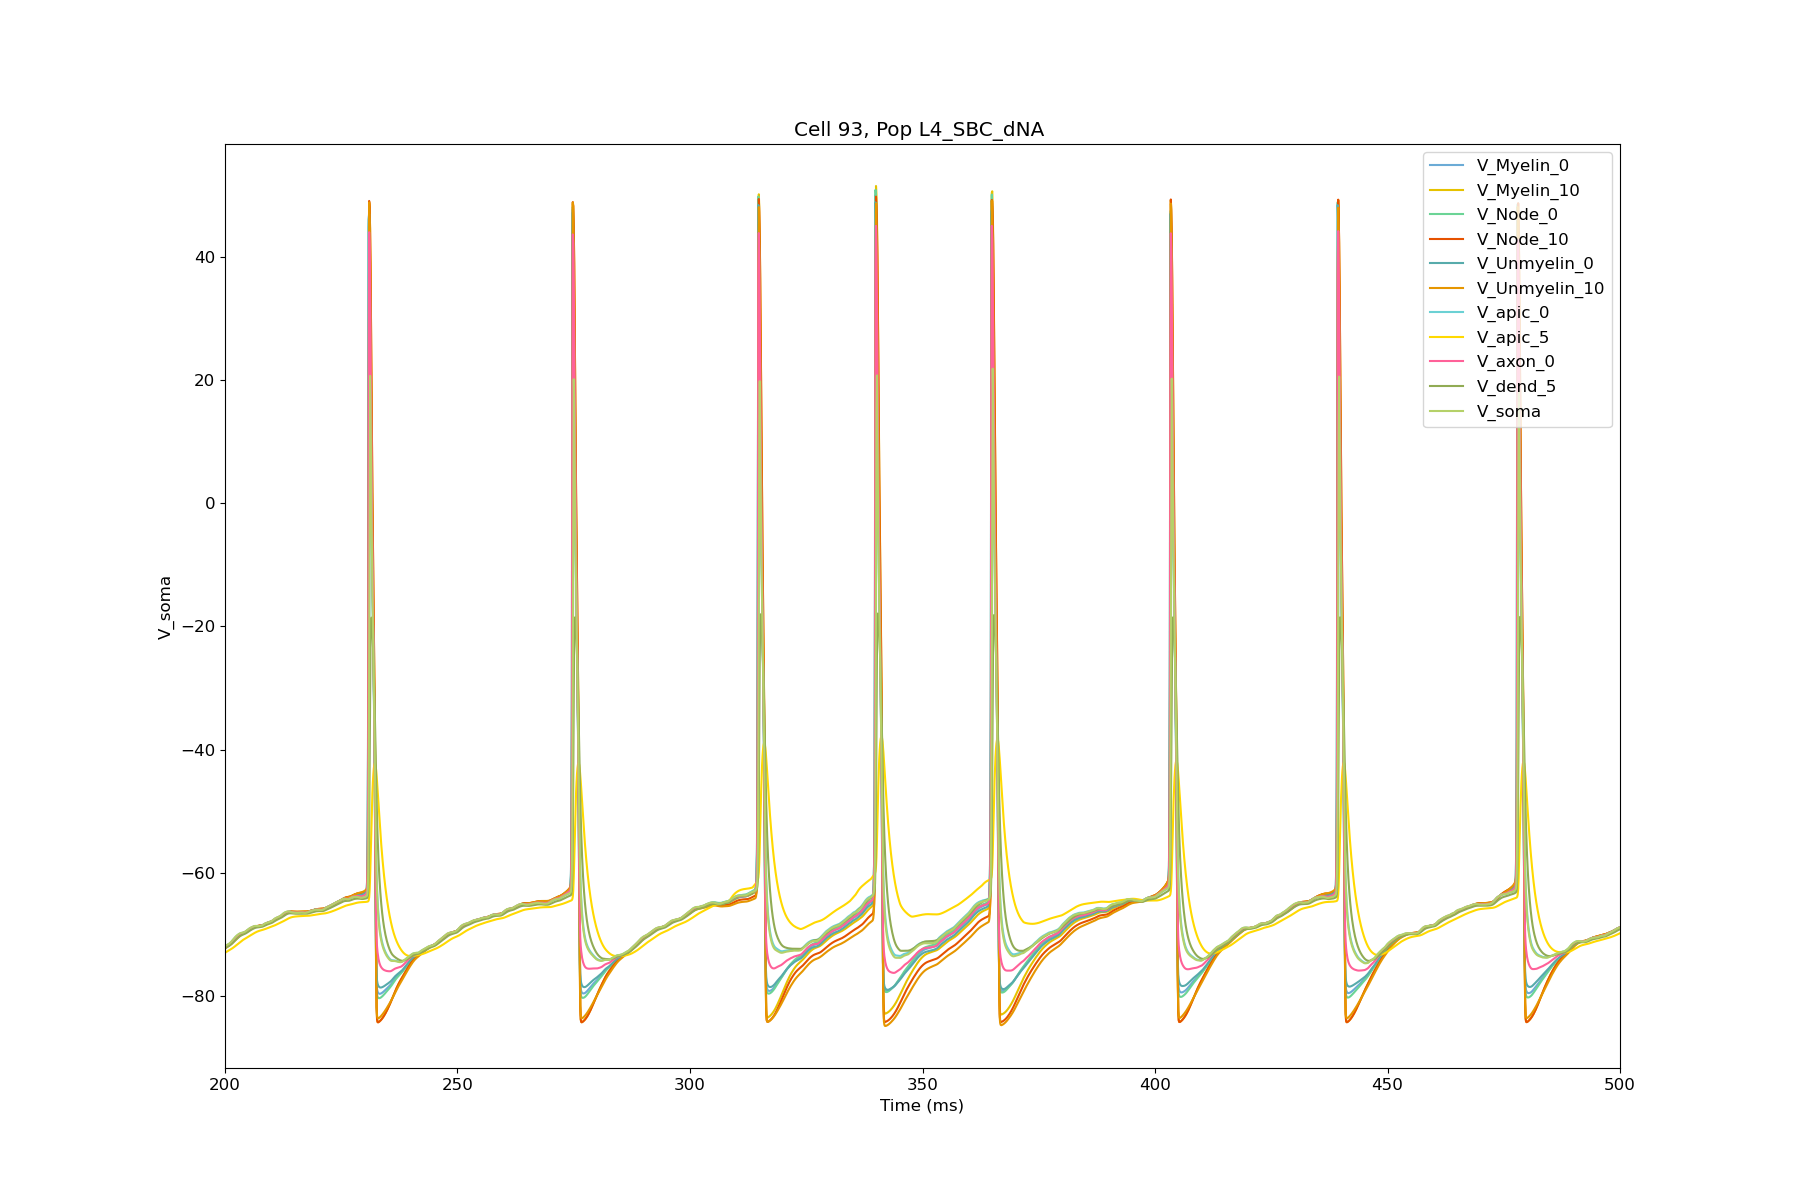 Cell 93, Pop L4_SBC_dNA
V_Myelin_0
V_Myelin_10
V_Node_0
V_Node_10
V_Unmyelin_0
V_Unmyelin_10
V_apic_0
V_apic_5
V_axon_0
V_dend_5
V_soma
V_soma
40
20
0
−20
−40
−60
−80
200 250 300 350 400 450 500
Time (ms)